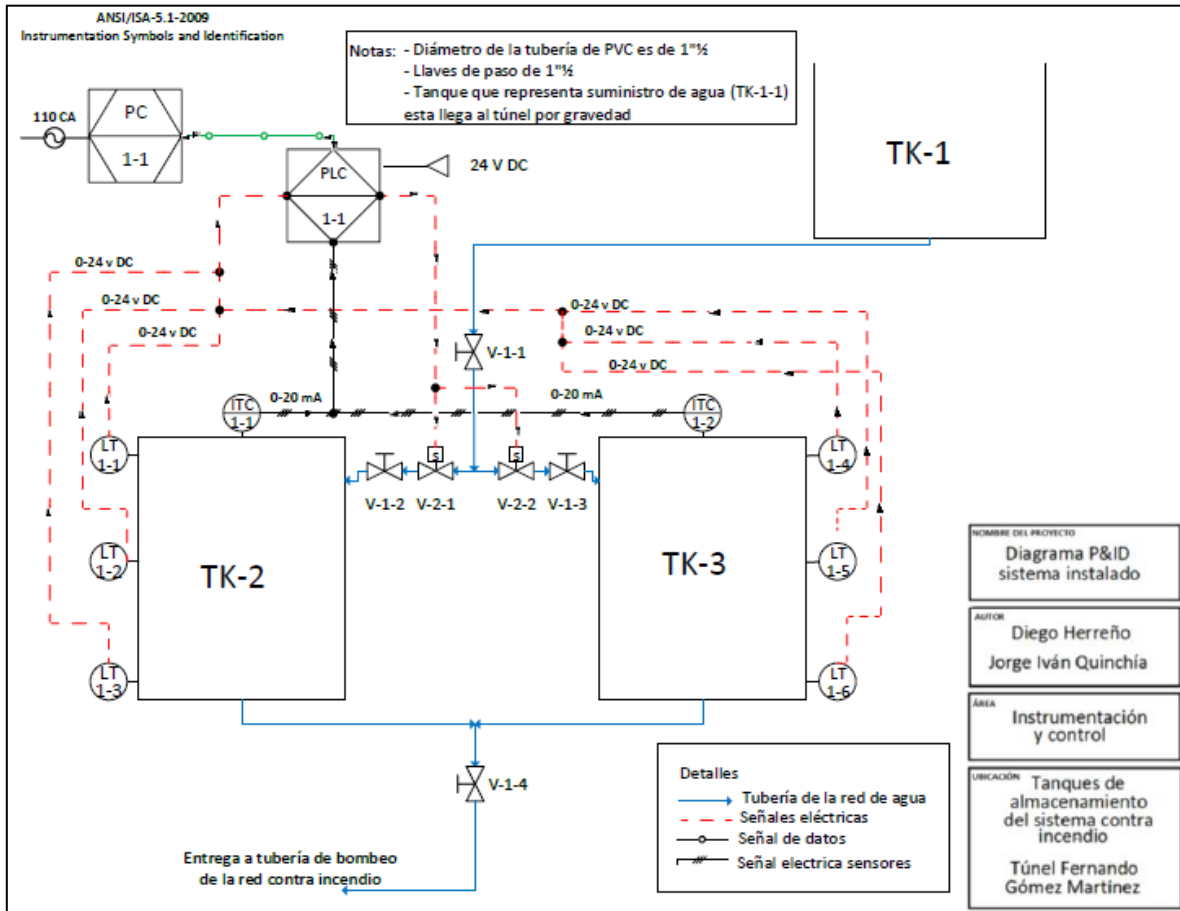 ANSI/ISA-5.1-2009
Instrumentation Symbols and Identification
Notas: - Diámetro de la tubería de PVC es de 1"½
- Llaves de paso de 1"½
- Tanque que representa suministro de agua (TK-1-1)
esta llega al túnel por gravedad
TK-1
110 CA
PC
1-1
PLC
1-1
24 V DC
0-24 v DC
0-24 v DC
0-24 v DC
0-24 v DC
0-24 v DC
0-24 v DC
V-1-1
0-20 mA
0-20 mA
ITC
1-1
ITC
1-2
LT
1-1
LT
1-4
S
S
V-1-2
V-2-1
V-2-2
V-1-3
LT
1-2
TK-2
TK-3
LT
1-5
LT
1-3
LT
1-6
V-1-4
Entrega a tubería de bombeo
de la red contra incendio
Detalles
Tubería de la red de agua
Señales eléctricas
Señal de datos
Señal electrica sensores
NOMBRE DEL PROYECTO
Diagrama P&ID
sistema instalado
AUTOR
Diego Herreño
Jorge Iván Quinchía
ÁREA
Instrumentación
y control
UBICACIÓN Tanques de
almacenamiento
del sistema contra
incendio
Túnel Fernando
Gómez Martínez